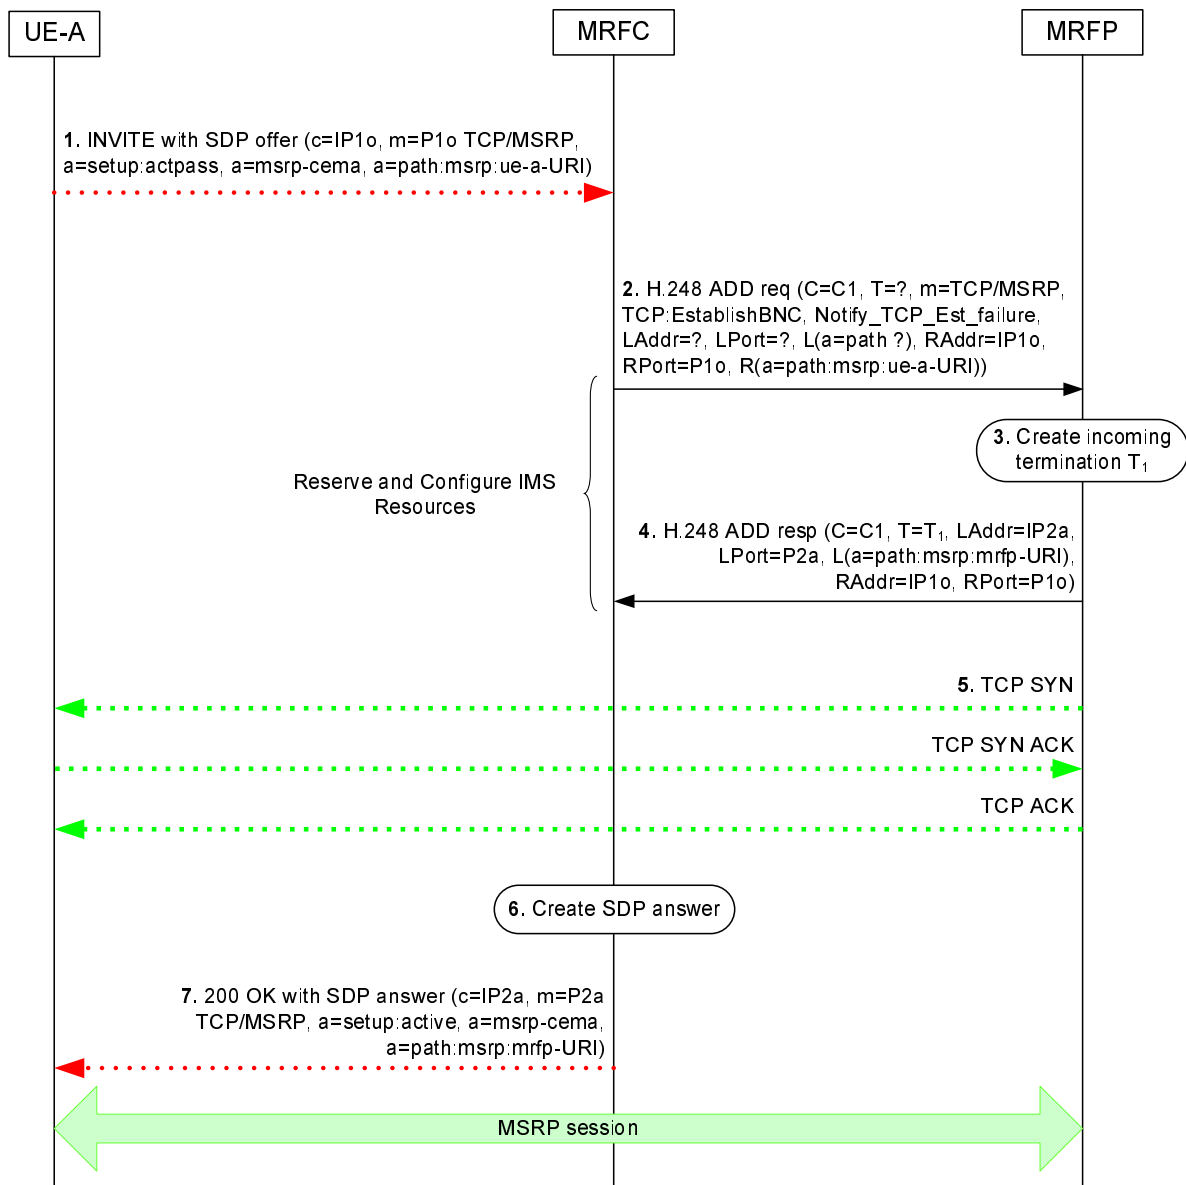 UE-A
MRFC
MRFP
1. INVITE with SDP offer (c=IP1o, m=P1o TCP/MSRP,
a=setup:actpass, a=msrp-cema, a=path:msrp:ue-a-URI)
2. H.248 ADD req (C=C1, T=?, m=TCP/MSRP,
TCP:EstablishBNC, Notify_TCP_Est_failure,
LAddr=?, LPort=?, L(a=path ?), RAddr=IP1o,
RPort=P1o, R(a=path:msrp:ue-a-URI))
3. Create incoming
termination T1
Reserve and Configure IMS
Resources
4. H.248 ADD resp (C=C1, T=T1, LAddr=IP2a,
LPort=P2a, L(a=path:msrp:mrfp-URI),
RAddr=IP1o, RPort=P1o)
5. TCP SYN
TCP SYN ACK
TCP ACK
6. Create SDP answer
7. 200 OK with SDP answer (c=IP2a, m=P2a
TCP/MSRP, a=setup:active, a=msrp-cema,
a=path:msrp:mrfp-URI)
MSRP session